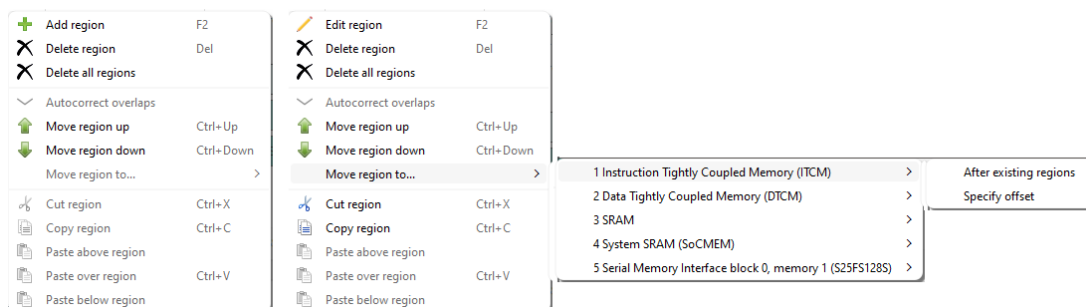 Add region F2
Delete region Del
Delete all regions
Autocorrect overlaps
Move region up Ctrl+Up
Move region down Ctrl+Down
Move region to...
Cut region Ctrl+X
Copy region Ctrl+C
Paste above region
Paste over region Ctrl+V
Paste below region
Edit region F2
Delete region Del
Delete all regions
Autocorrect overlaps
Move region up Ctrl+Up
Move region down Ctrl+Down
Move region to...
Cut region Ctrl+X
Copy region Ctrl+C
Paste above region
Paste over region Ctrl+V
Paste below region
1 Instruction Tightly Coupled Memory (ITCM)
2 Data Tightly Coupled Memory (DTCM)
3 SRAM
4 System SRAM (SoCMEM)
5 Serial Memory Interface block 0, memory 1 (S25FS128S)
After existing regions
Specify offset